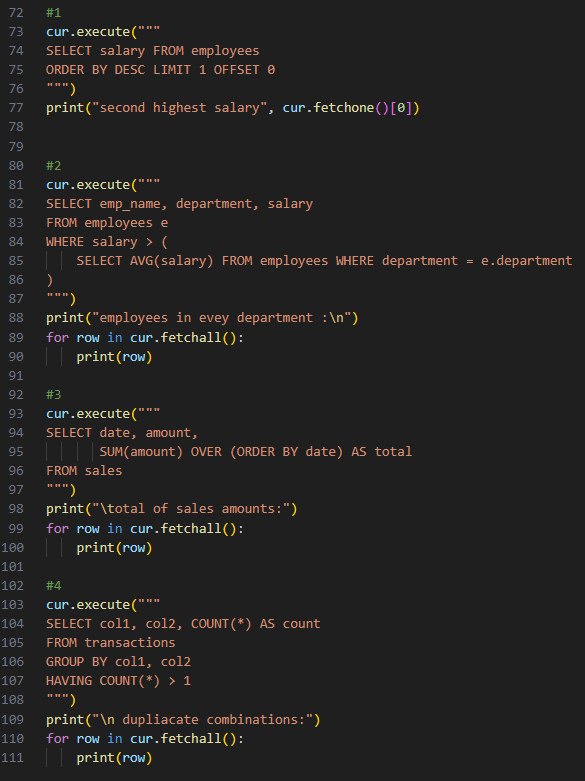 72 #1
73 cur.execute("""
74 SELECT salary FROM employees
75 ORDER BY DESC LIMIT 1 OFFSET 0
76 """)
77 print("second highest salary", cur.fetchone()[0])
78
79
80 #2
81 cur.execute("""
82 SELECT emp_name, department, salary
83 FROM employees e
84 WHERE salary > (
85     SELECT AVG(salary) FROM employees WHERE department = e.department
86 )
87 """)
88 print("employees in evey department :\n")
89 for row in cur.fetchall():
90     print(row)
91
92 #3
93 cur.execute("""
94 SELECT date, amount,
95        SUM(amount) OVER (ORDER BY date) AS total
96 FROM sales
97 """)
98 print("\total of sales amounts:")
99 for row in cur.fetchall():
100     print(row)
101
102 #4
103 cur.execute("""
104 SELECT col1, col2, COUNT(*) AS count
105 FROM transactions
106 GROUP BY col1, col2
107 HAVING COUNT(*) > 1
108 """)
109 print("\n dupliacate combinations:")
110 for row in cur.fetchall():
111     print(row)